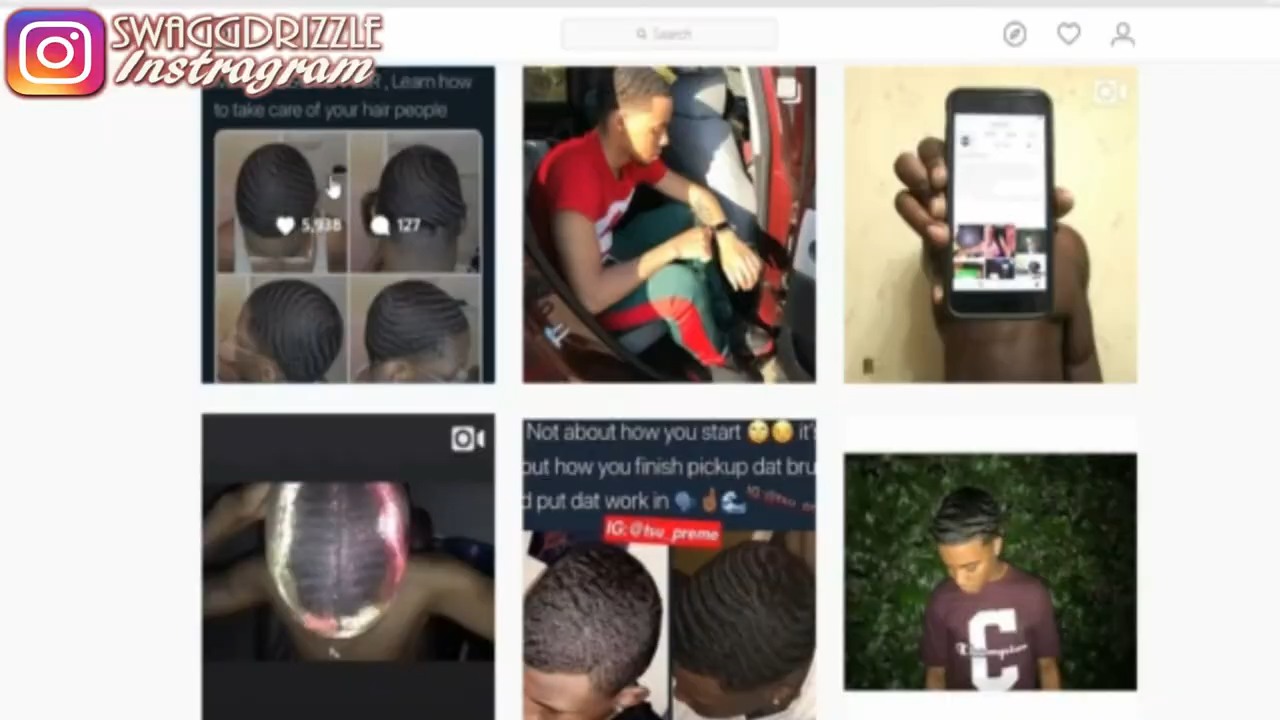 SWAGGDRIZZLE
Instragram
Search
, Learn how
to take care of your hair people
5,938
127
Not about how you start 🙄🤫 it's
out how you finish pickup dat bru
d put dat work in 🗣☝🏾🌊
IG:@tsu_preme
C
Champion